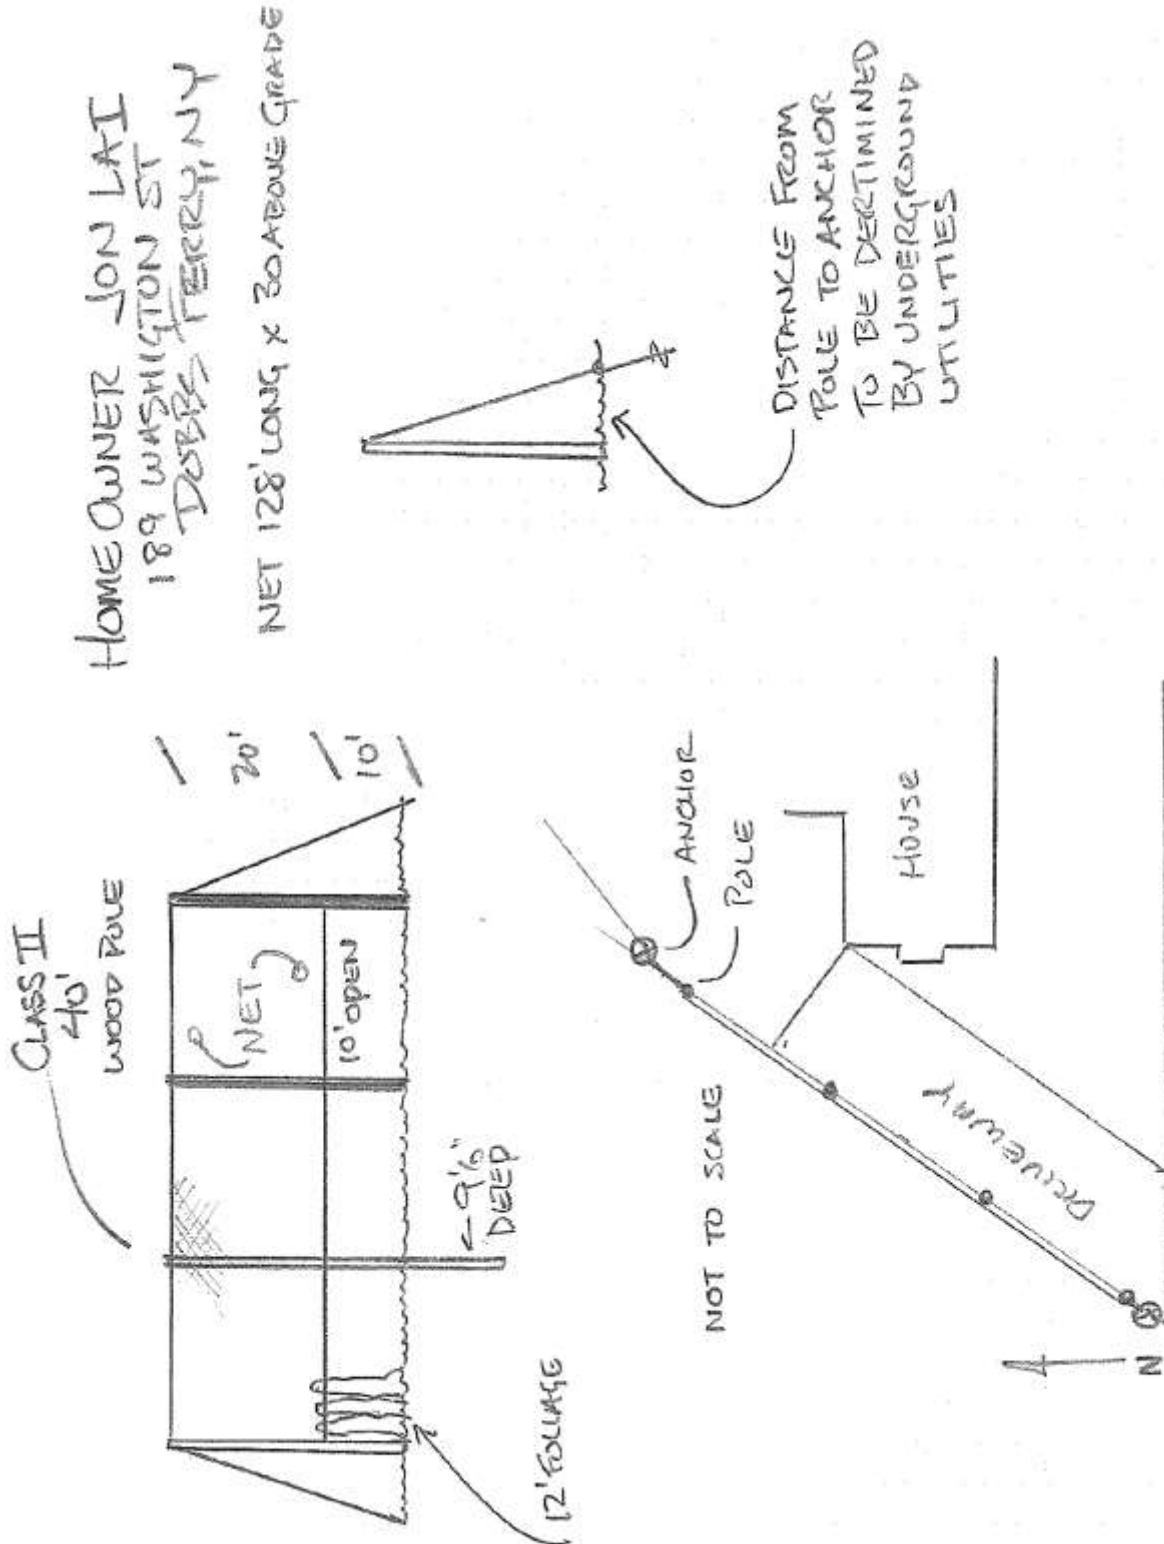 HOME OWNER JON LAI
189 WASHIGTON ST
DOBBS FERRY, NY
NET 128' LONG X 30 ABOVE GRADE
CLASS II
40'
WOOD POLE
20'
10'
NET
10' OPEN
9'6"
DEEP
12' FOLIAGE
DISTANCE FROM
POLE TO ANCHOR
TO BE DERTIMINED
BY UNDERGROUND
UTILITIES
ANCHOR
POLE
HOUSE
NOT TO SCALE
DRIVEWAY
N